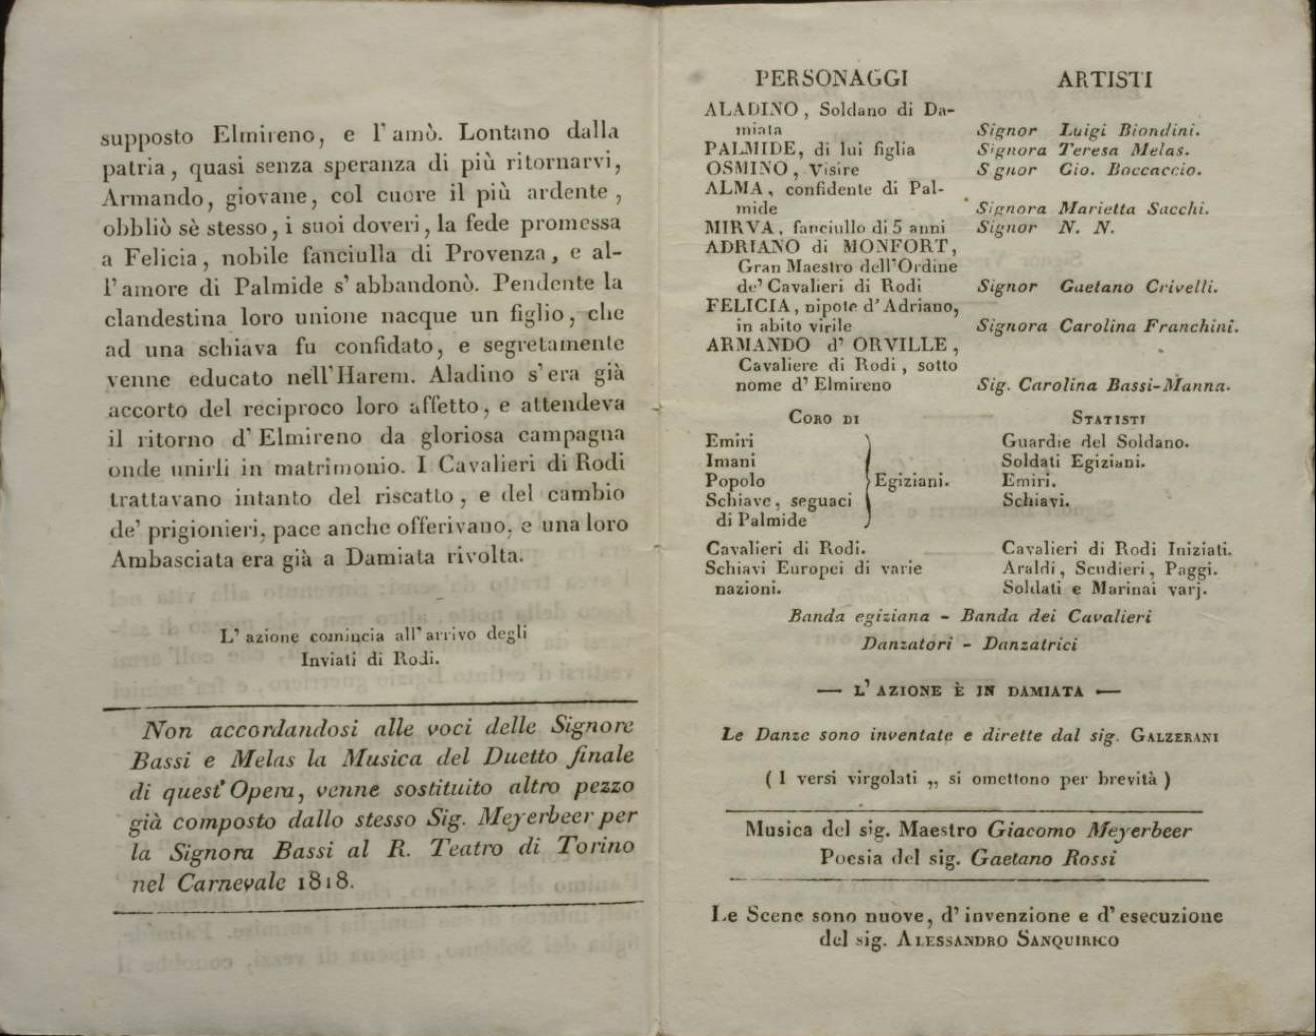 supposto Elmireno, e l'amò. Lontano dalla
patria, quasi senza speranza di più ritornarvi,
Armando, giovane, col cuore il più ardente,
obbliò sè stesso, i suoi doveri, la fede promessa
a Felicia, nobile fanciulla di Provenza, e al-
l'amore di Palmide s'abbandonò. Pendente la
clandestina loro unione nacque un figlio, che
ad una schiava fu confidato, e segretamente
venne educato nell'Harem. Aladino s'era già
accorto del reciproco loro affetto, e attendeva
il ritorno d'Elmireno da gloriosa campagna
onde unirli in matrimonio. I Cavalieri di Rodi
trattavano intanto del riscatto, e del cambio
de' prigionieri, pace anche offerivano, e una loro
Ambasciata era già a Damiata rivolta.
L'azione comincia all'arrivo degli
Inviati di Rodi.
Non accordandosi alle voci delle Signore
Bassi e Melas la Musica del Duetto finale
di quest'Opera, venne sostituito altro pezzo
già composto dallo stesso Sig. Meyerbeer per
la Signora Bassi al R. Teatro di Torino
nel Carnevale 1818.
PERSONAGGI ARTISTI
ALADINO, Soldano di Da-
miata Signor Luigi Biondini.
PALMIDE, di lui figlia Signora Teresa Melas.
OSMINO, Visire Signor Gio. Boccaccio.
ALMA, confidente di Pal-
mide Signora Marietta Sacchi.
MIRVA, fanciullo di 5 anni Signor N. N.
ADRIANO di MONFORT,
Gran Maestro dell'Ordine
de' Cavalieri di Rodi Signor Gaetano Crivelli.
FELICIA, nipote d'Adriano,
in abito virile Signora Carolina Franchini.
ARMANDO d' ORVILLE,
Cavaliere di Rodi, sotto
nome d'Elmireno Sig. Carolina Bassi-Manna.
CORO DI STATISTI
Emiri Guardie del Soldano.
Imani Soldati Egiziani.
Popolo Egiziani. Emiri.
Schiave, seguaci Schiavi.
di Palmide
Cavalieri di Rodi. Cavalieri di Rodi Iniziati.
Schiavi Europei di varie Araldi, Scudieri, Paggi.
nazioni. Soldati e Marinai varj.
Banda egiziana - Banda dei Cavalieri
Danzatori - Danzatrici
— L'AZIONE È IN DAMIATA —
Le Danze sono inventate e dirette dal sig. GALZERANI
( I versi virgolati „ si omettono per brevità )
Musica del sig. Maestro Giacomo Meyerbeer
Poesia del sig. Gaetano Rossi
Le Scene sono nuove, d'invenzione e d'esecuzione
del sig. ALESSANDRO SANQUIRICO